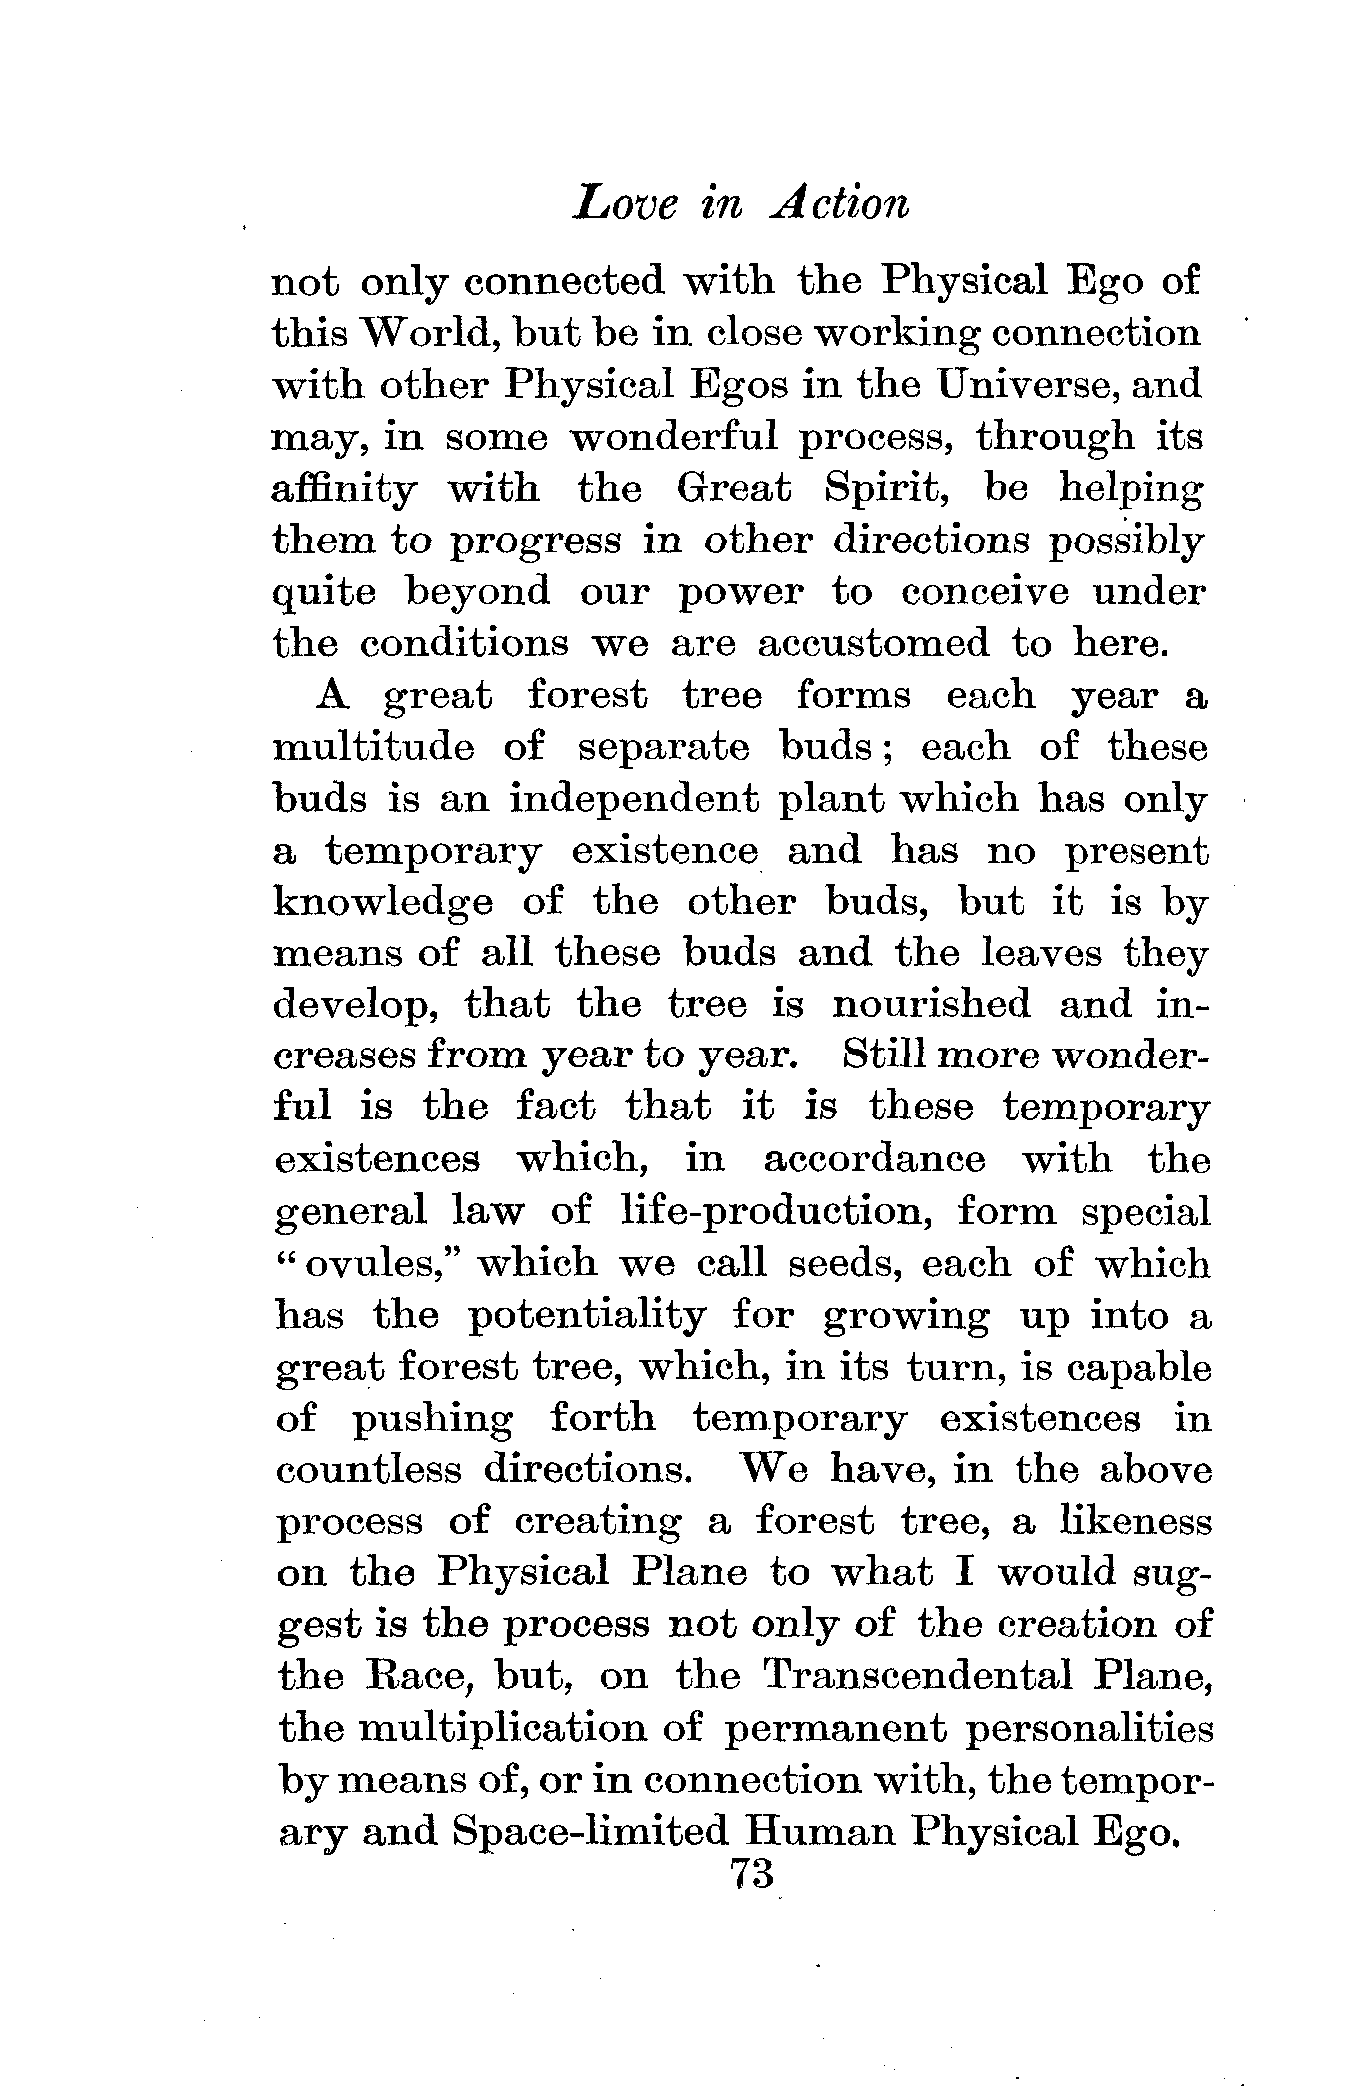 Love in Action
not only connected with the Physical Ego of
this World, but be in close working connection
with other Physical Egos in the Universe, and
may, in some wonderful process, through its
affinity with the Great Spirit, be helping
them to progress in other directions possibly
quite beyond our power to conceive under
the conditions we are accustomed to here.
A great forest tree forms each year a
multitude of separate buds ; each of these
buds is an independent plant which has only
a temporary existence and has no present
knowledge of the other buds, but it is by
means of all these buds and the leaves they
develop, that the tree is nourished and in-
creases from year to year. Still more wonder-
ful is the fact that it is these temporary
existences which, in accordance with the
general law of life-production, form special
“ ovules,” which we call seeds, each of which
has the potentiality for growing up into a
great forest tree, which, in its turn, is capable
of pushing forth temporary existences in
countless directions. We have, in the above
process of creating a forest tree, a likeness
on the Physical Plane to what I would sug-
gest is the process not only of the creation of
the Race, but, on the Transcendental Plane,
the multiplication of permanent personalities
by means of, or in connection with, the tempor-
ary and Space-limited Human Physical Ego.
73